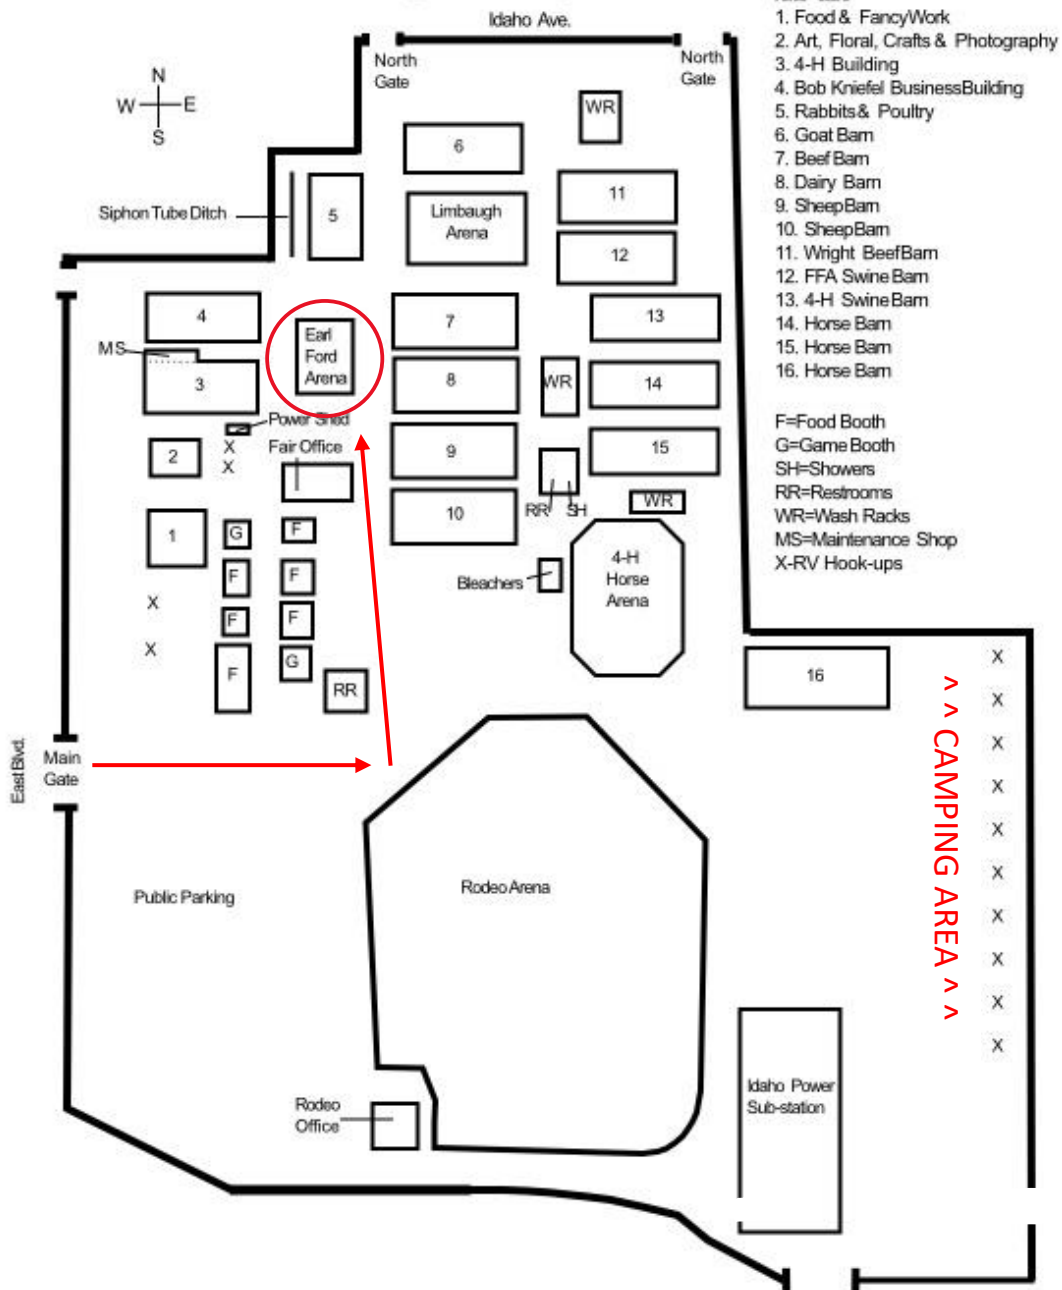 Idaho Ave.
North
Gate
North
Gate
N
W E
S
1. Food & FancyWork
2. Art, Floral, Crafts & Photography
3. 4-H Building
4. Bob Kniefel BusinessBuilding
5. Rabbits& Poultry
6. Goat Barn
7. Beef Barn
8. Dairy Barn
9. SheepBarn
10. SheepBarn
11. Wright BeefBarn
12. FFA SwineBarn
13. 4-H SwineBarn
14. Horse Barn
15. Horse Barn
16. Horse Barn
F=Food Booth
G=Game Booth
SH=Showers
RR=Restrooms
WR=Wash Racks
MS=Maintenance Shop
X-RV Hook-ups
WR
6
11
Siphon Tube Ditch
5
Limbaugh
Arena
12
4
7
13
Earl
Ford
Arena
MS
3
8
WR
14
Power Shed
X
X
Fair Office
2
9
15
RR SH
WR
1
10
G
F
F
F
F
F
F
G
RR
X
X
Bleachers
4-H
Horse
Arena
16
X
X
X
X
X
X
X
X
X
X
^ ^ CAMPING AREA ^ ^
East Blvd.
Main
Gate
Public Parking
Rodeo Arena
Rodeo
Office
Idaho Power
Sub-station